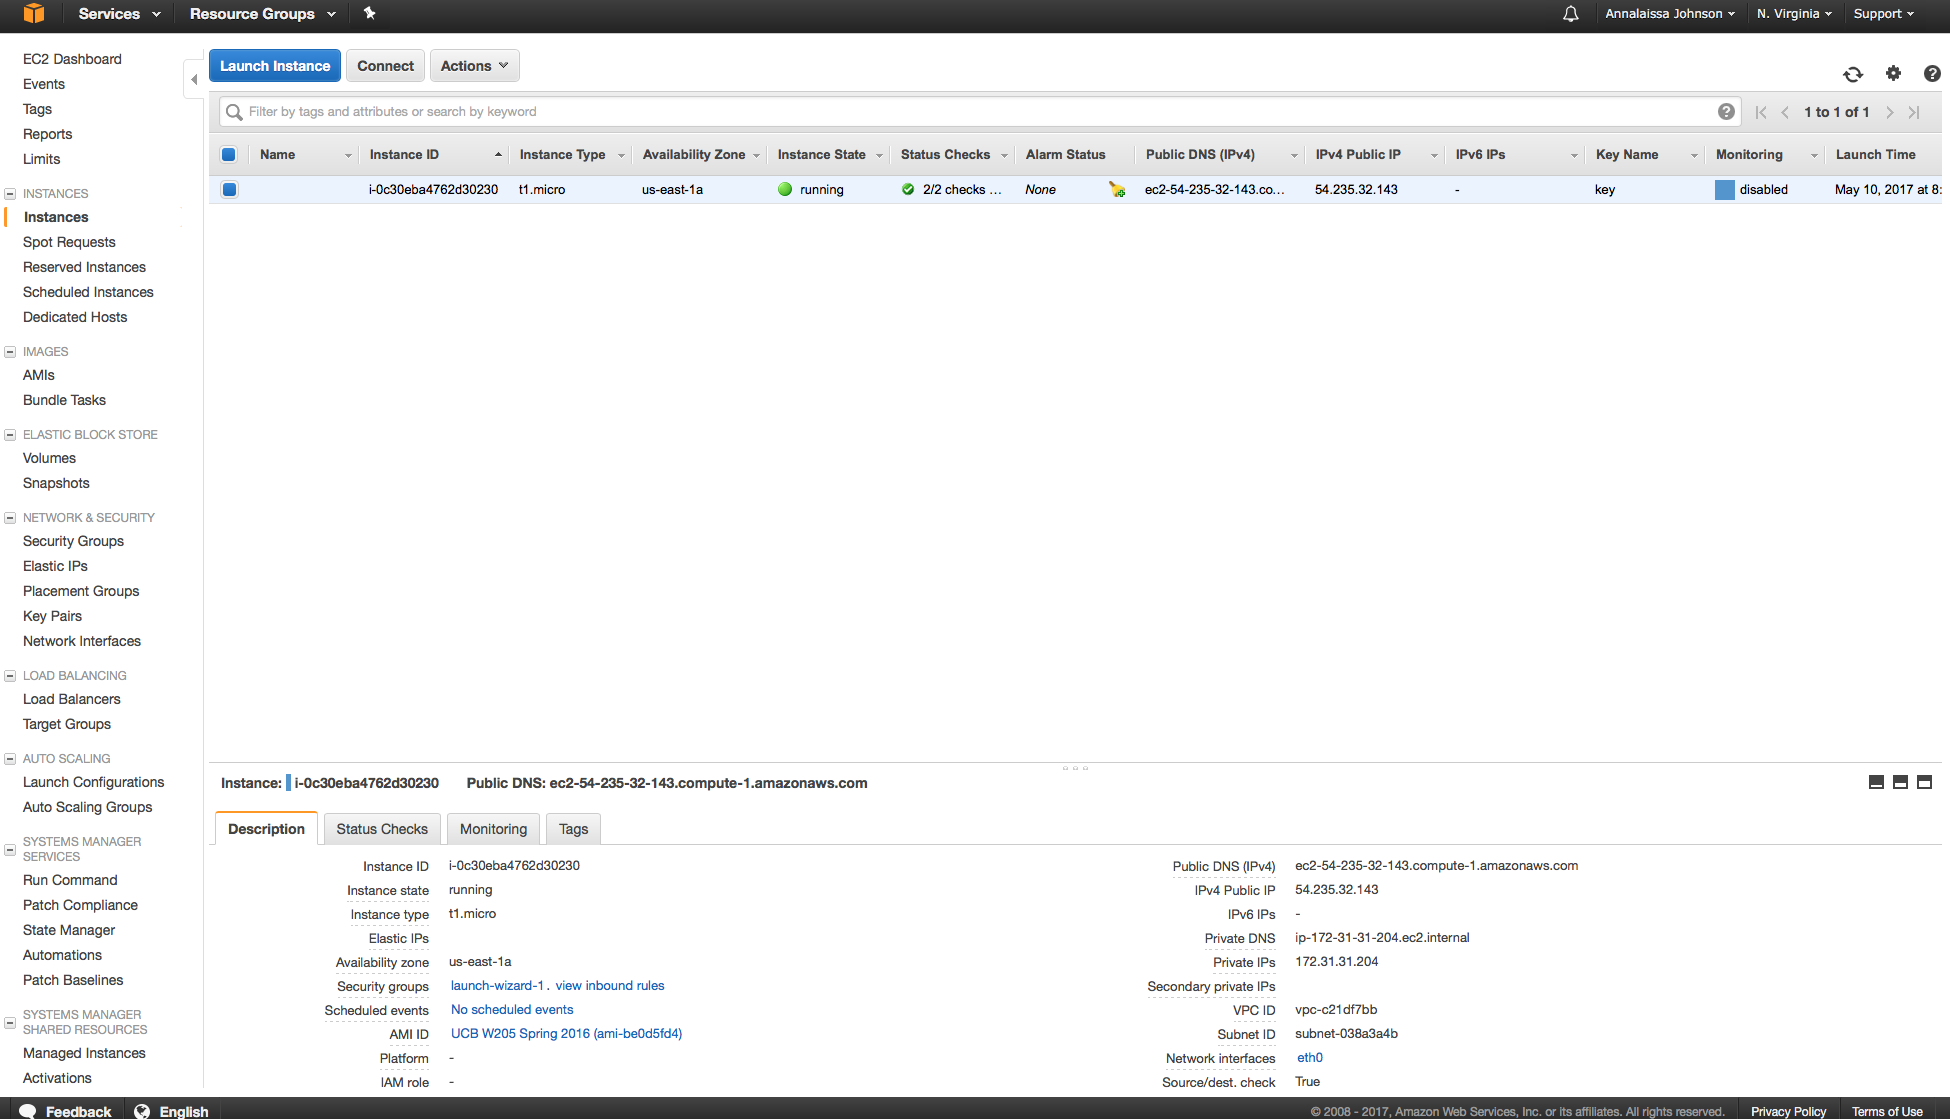 Services
Resource Groups
Annalaissa Johnson
N. Virginia
Support
EC2 Dashboard
Events
Tags
Reports
Limits
INSTANCES
Instances
Spot Requests
Reserved Instances
Scheduled Instances
Dedicated Hosts
IMAGES
AMIs
Bundle Tasks
ELASTIC BLOCK STORE
Volumes
Snapshots
NETWORK & SECURITY
Security Groups
Elastic IPs
Placement Groups
Key Pairs
Network Interfaces
LOAD BALANCING
Load Balancers
Target Groups
AUTO SCALING
Launch Configurations
Auto Scaling Groups
SYSTEMS MANAGER
SERVICES
Run Command
Patch Compliance
State Manager
Automations
Patch Baselines
SYSTEMS MANAGER
SHARED RESOURCES
Managed Instances
Activations
Launch Instance Connect Actions
Filter by tags and attributes or search by keyword ? 1 to 1 of 1
Name Instance ID Instance Type Availability Zone Instance State Status Checks Alarm Status Public DNS (IPv4) IPv4 Public IP IPv6 IPs Key Name Monitoring Launch Time
i-0c30eba4762d30230 t1.micro us-east-1a running 2/2 checks ... None ec2-54-235-32-143.co... 54.235.32.143 - key disabled May 10, 2017 at 8:
Instance: i-0c30eba4762d30230 Public DNS: ec2-54-235-32-143.compute-1.amazonaws.com
Description Status Checks Monitoring Tags
Instance ID i-0c30eba4762d30230
Instance state running
Instance type t1.micro
Elastic IPs
Availability zone us-east-1a
Security groups launch-wizard-1. view inbound rules
Scheduled events No scheduled events
AMI ID UCB W205 Spring 2016 (ami-be0d5fd4)
Platform -
IAM role -
Public DNS (IPv4) ec2-54-235-32-143.compute-1.amazonaws.com
IPv4 Public IP 54.235.32.143
IPv6 IPs -
Private DNS ip-172-31-31-204.ec2.internal
Private IPs 172.31.31.204
Secondary private IPs
VPC ID vpc-c21df7bb
Subnet ID subnet-038a3a4b
Network interfaces eth0
Source/dest. check True
Feedback English © 2008 - 2017, Amazon Web Services, Inc. or its affiliates. All rights reserved. Privacy Policy Terms of Use